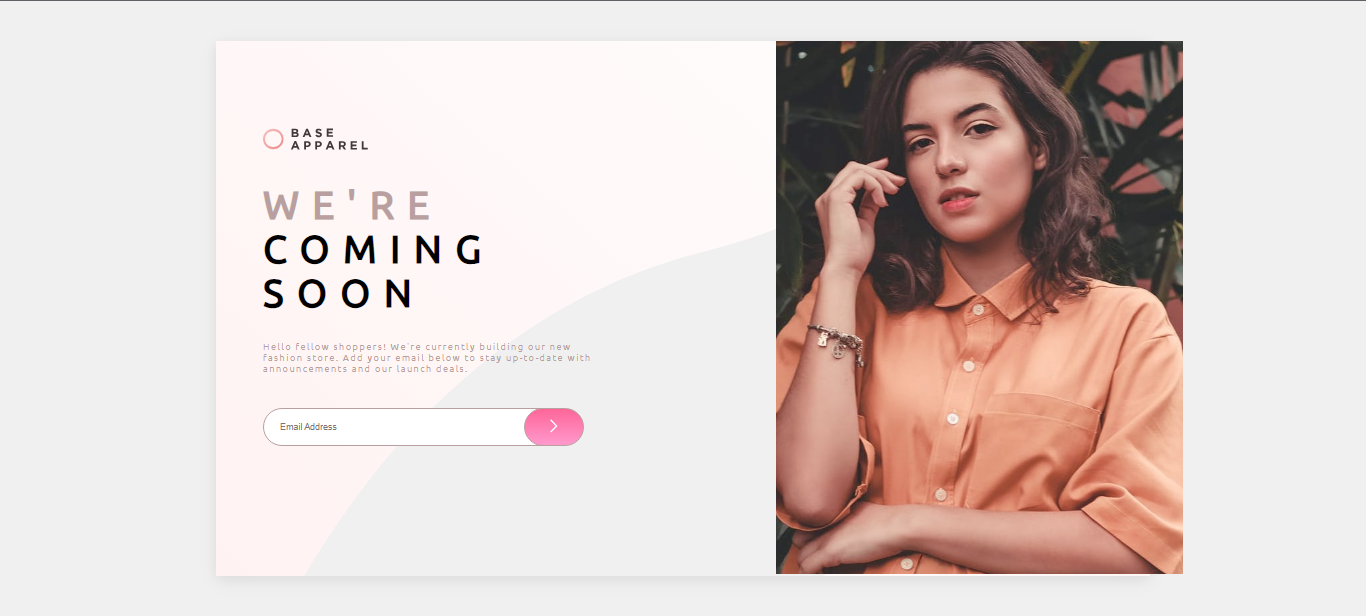 BASE
APPAREL
WE'RE
COMING
SOON
Hello fellow shoppers! We're currently building our new
fashion store. Add your email below to stay up-to-date with
announcements and our launch deals.
Email Address